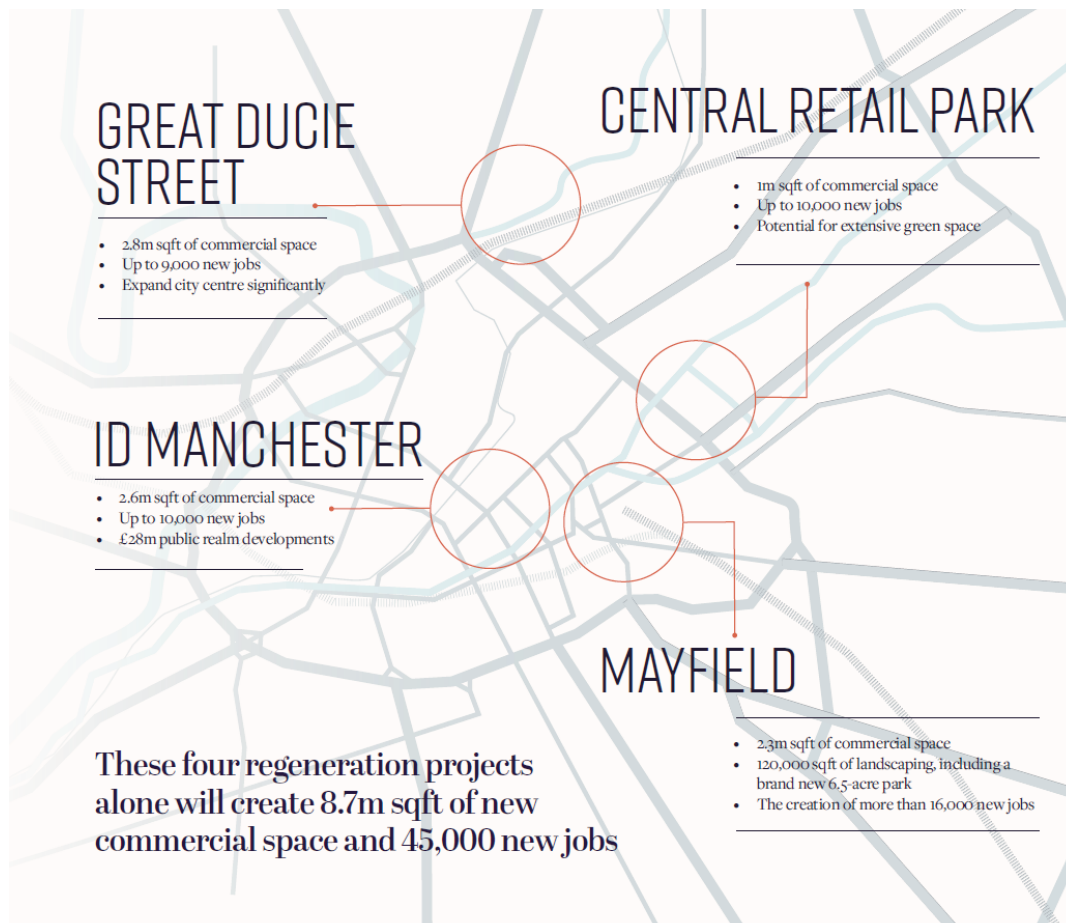 GREAT DUCIE
STREET
• 2.8m sqft of commercial space
• Up to 9,000 new jobs
• Expand city centre significantly
CENTRAL RETAIL PARK
• 1m sqft of commercial space
• Up to 10,000 new jobs
• Potential for extensive green space
ID MANCHESTER
• 2.6m sqft of commercial space
• Up to 10,000 new jobs
• £28m public realm developments
MAYFIELD
• 2.3m sqft of commercial space
• 120,000 sqft of landscaping, including a
brand new 6.5-acre park
• The creation of more than 16,000 new jobs
These four regeneration projects
alone will create 8.7m sqft of new
commercial space and 45,000 new jobs